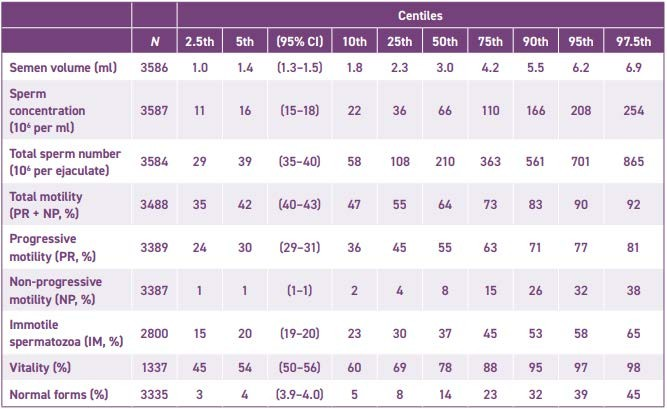 Centiles
N 2.5th 5th (95% CI) 10th 25th 50th 75th 90th 95th 97.5th
Semen volume (ml) 3586 1.0 1.4 (1.3–1.5) 1.8 2.3 3.0 4.2 5.5 6.2 6.9
Sperm
concentration
(10⁶ per ml) 3587 11 16 (15–18) 22 36 66 110 166 208 254
Total sperm number
(10⁶ per ejaculate) 3584 29 39 (35–40) 58 108 210 363 561 701 865
Total motility
(PR + NP, %) 3488 35 42 (40–43) 47 55 64 73 83 90 92
Progressive
motility (PR, %) 3389 24 30 (29–31) 36 45 55 63 71 77 81
Non-progressive
motility (NP, %) 3387 1 1 (1–1) 2 4 8 15 26 32 38
Immotile
spermatozoa (IM, %) 2800 15 20 (19–20) 23 30 37 45 53 58 65
Vitality (%) 1337 45 54 (50–56) 60 69 78 88 95 97 98
Normal forms (%) 3335 3 4 (3.9–4.0) 5 8 14 23 32 39 45